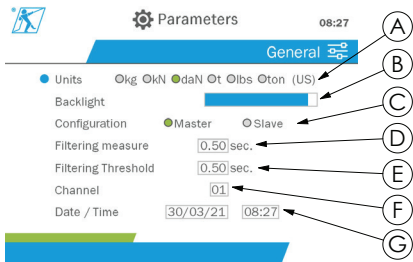 Parameters 08:27
General
Units kg kN daN t lbs ton (US) A
Backlight B
Configuration Master Slave C
Filtering measure 0.50 sec. D
Filtering Threshold 0.50 sec. E
Channel 01 F
Date / Time 30/03/21 08:27 G